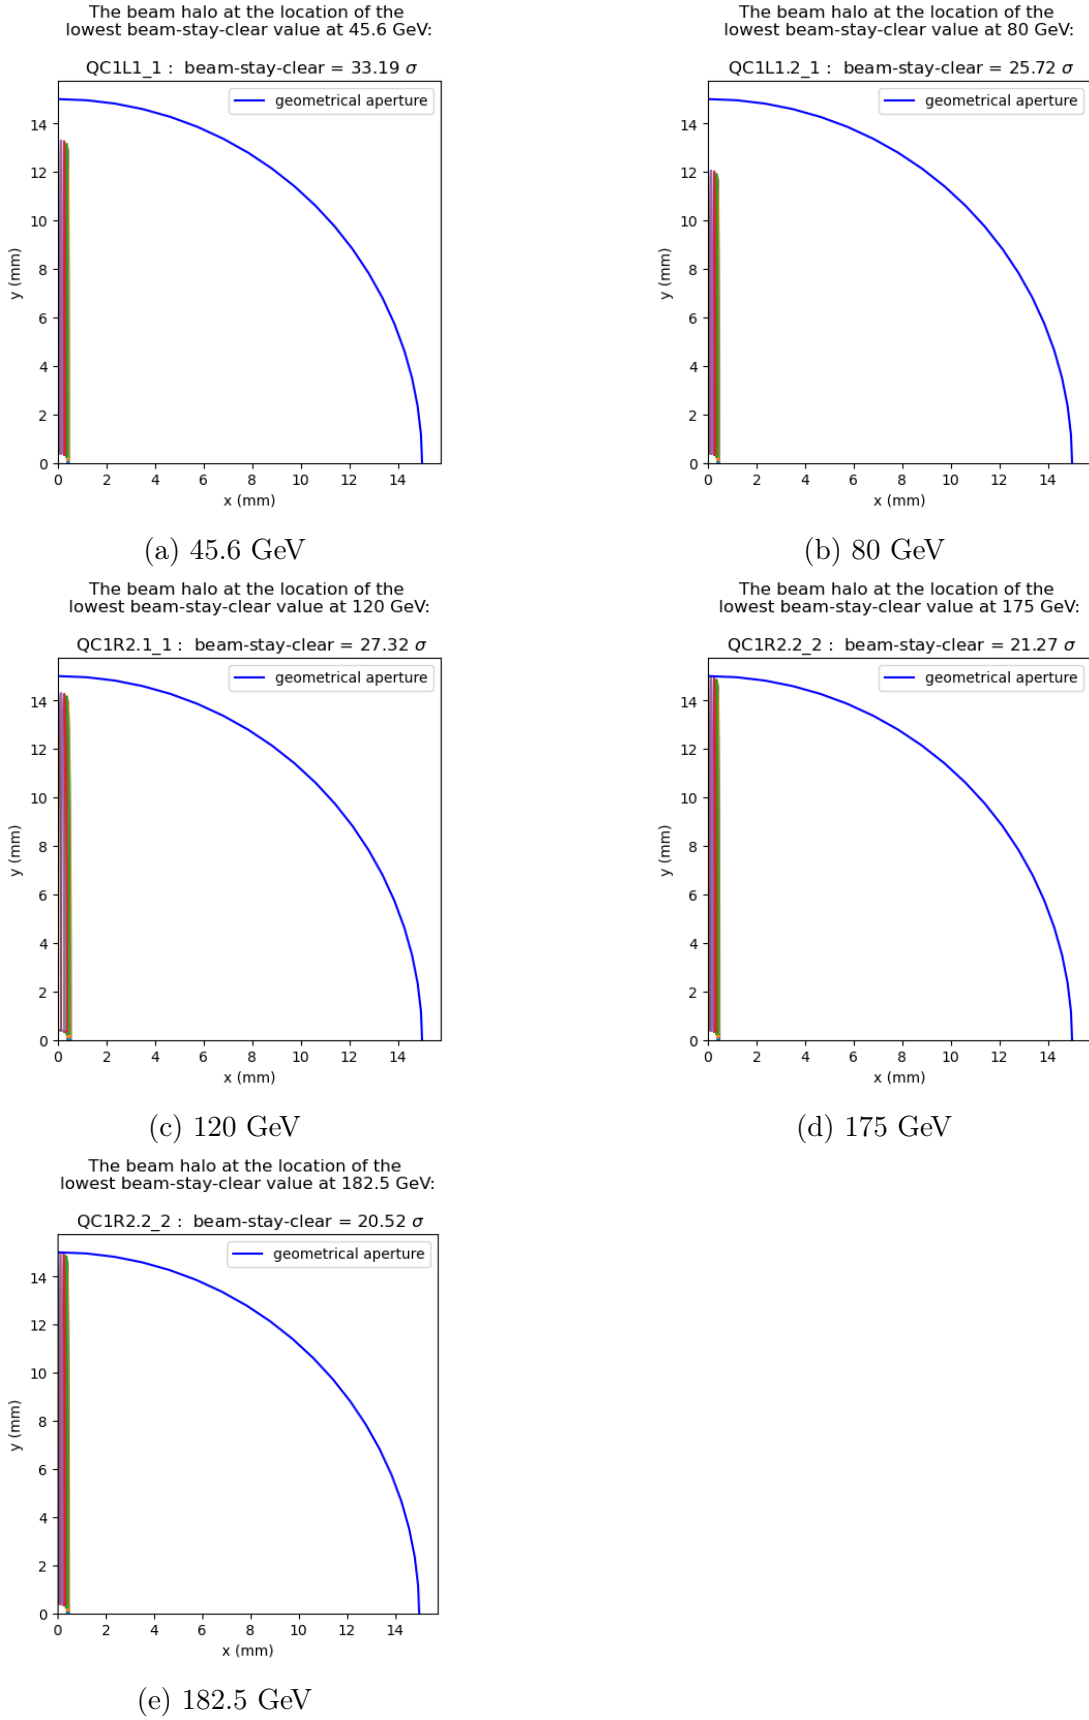 The beam halo at the location of the
lowest beam-stay-clear value at 45.6 GeV:
QC1L1_1 :  beam-stay-clear = 33.19 σ
geometrical aperture
14
12
10
8
6
4
2
0
y (mm)
0 2 4 6 8 10 12 14
x (mm)
(a) 45.6 GeV
The beam halo at the location of the
lowest beam-stay-clear value at 80 GeV:
QC1L1.2_1 :  beam-stay-clear = 25.72 σ
geometrical aperture
14
12
10
8
6
4
2
0
y (mm)
0 2 4 6 8 10 12 14
x (mm)
(b) 80 GeV
The beam halo at the location of the
lowest beam-stay-clear value at 120 GeV:
QC1R2.1_1 :  beam-stay-clear = 27.32 σ
geometrical aperture
14
12
10
8
6
4
2
0
y (mm)
0 2 4 6 8 10 12 14
x (mm)
(c) 120 GeV
The beam halo at the location of the
lowest beam-stay-clear value at 175 GeV:
QC1R2.2_2 :  beam-stay-clear = 21.27 σ
geometrical aperture
14
12
10
8
6
4
2
0
y (mm)
0 2 4 6 8 10 12 14
x (mm)
(d) 175 GeV
The beam halo at the location of the
lowest beam-stay-clear value at 182.5 GeV:
QC1R2.2_2 :  beam-stay-clear = 20.52 σ
geometrical aperture
14
12
10
8
6
4
2
0
y (mm)
0 2 4 6 8 10 12 14
x (mm)
(e) 182.5 GeV